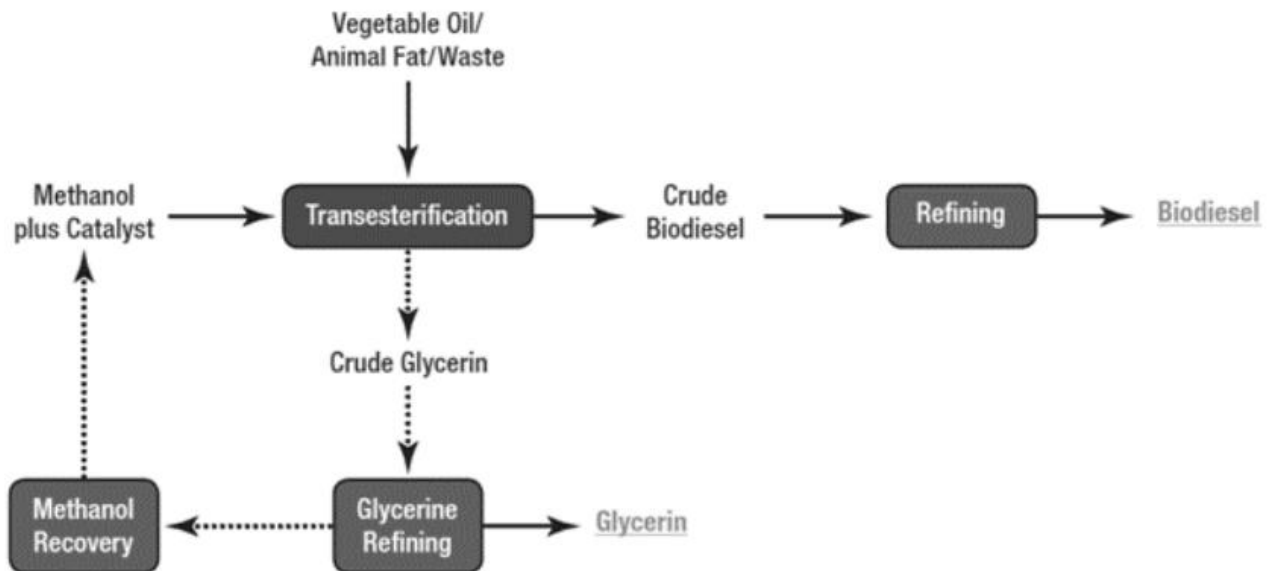 Vegetable Oil/
Animal Fat/Waste
Methanol
plus Catalyst
Transesterification
Crude
Biodiesel
Refining
Biodiesel
Crude Glycerin
Methanol
Recovery
Glycerine
Refining
Glycerin